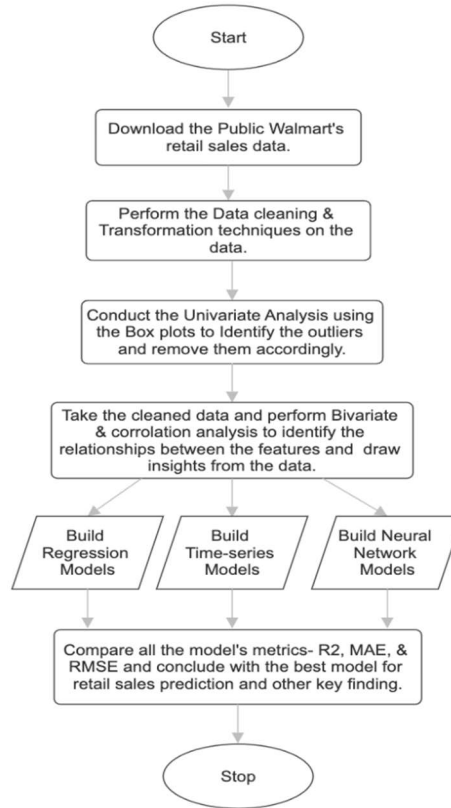 Start
Download the Public Walmart's
retail sales data.
Perform the Data cleaning &
Transformation techniques on the
data.
Conduct the Univariate Analysis using
the Box plots to Identify the outliers
and remove them accordingly.
Take the cleaned data and perform Bivariate
& corrolation analysis to identify the
relationships between the features and draw
insights from the data.
Build
Regression
Models
Build
Time-series
Models
Build Neural
Network
Models
Compare all the model's metrics- R2, MAE, &
RMSE and conclude with the best model for
retail sales prediction and other key finding.
Stop